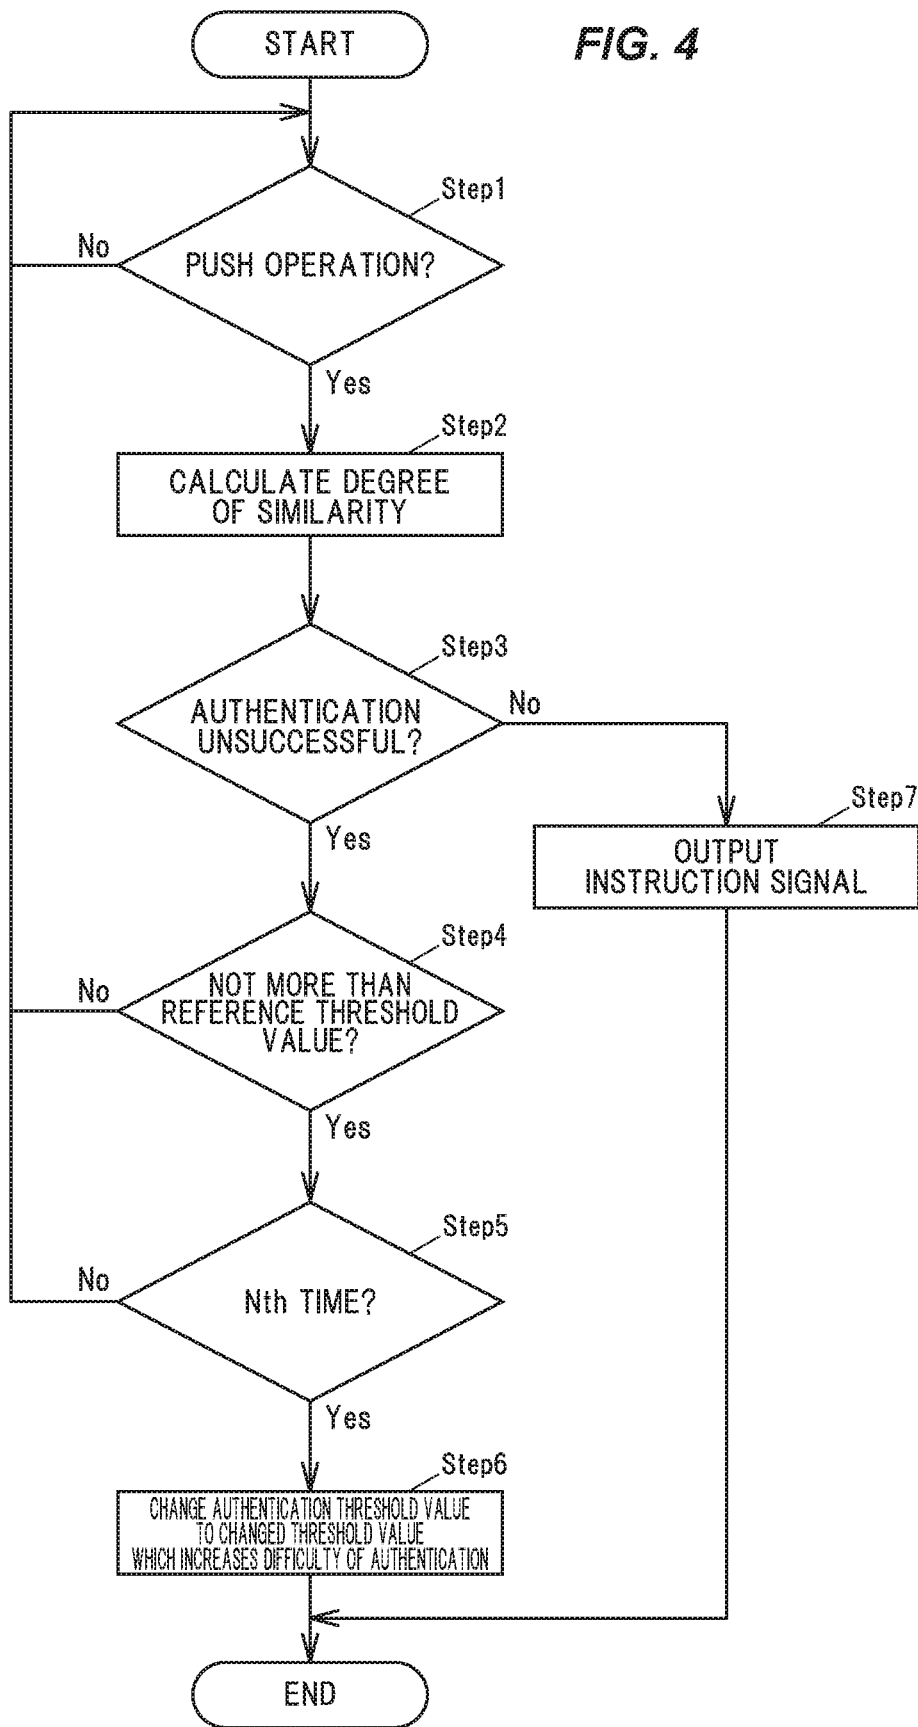 START
FIG. 4
Step1
No
PUSH OPERATION?
Yes
Step2
CALCULATE DEGREE
OF SIMILARITY
Step3
AUTHENTICATION
UNSUCCESSFUL?
No
Yes
Step7
OUTPUT
INSTRUCTION SIGNAL
Step4
No
NOT MORE THAN
REFERENCE THRESHOLD
VALUE?
Yes
Step5
No
Nth TIME?
Yes
Step6
CHANGE AUTHENTICATION THRESHOLD VALUE
TO CHANGED THRESHOLD VALUE
WHICH INCREASES DIFFICULTY OF AUTHENTICATION
END